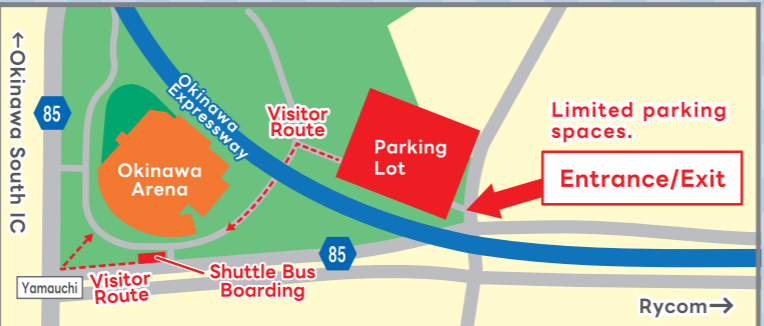 ←Okinawa South IC
85
Okinawa
Expressway
Okinawa
Arena
Visitor
Route
Parking
Lot
Limited parking
spaces.
Entrance/Exit
85
Yamauchi
Visitor
Route
Shuttle Bus
Boarding
Rycom→